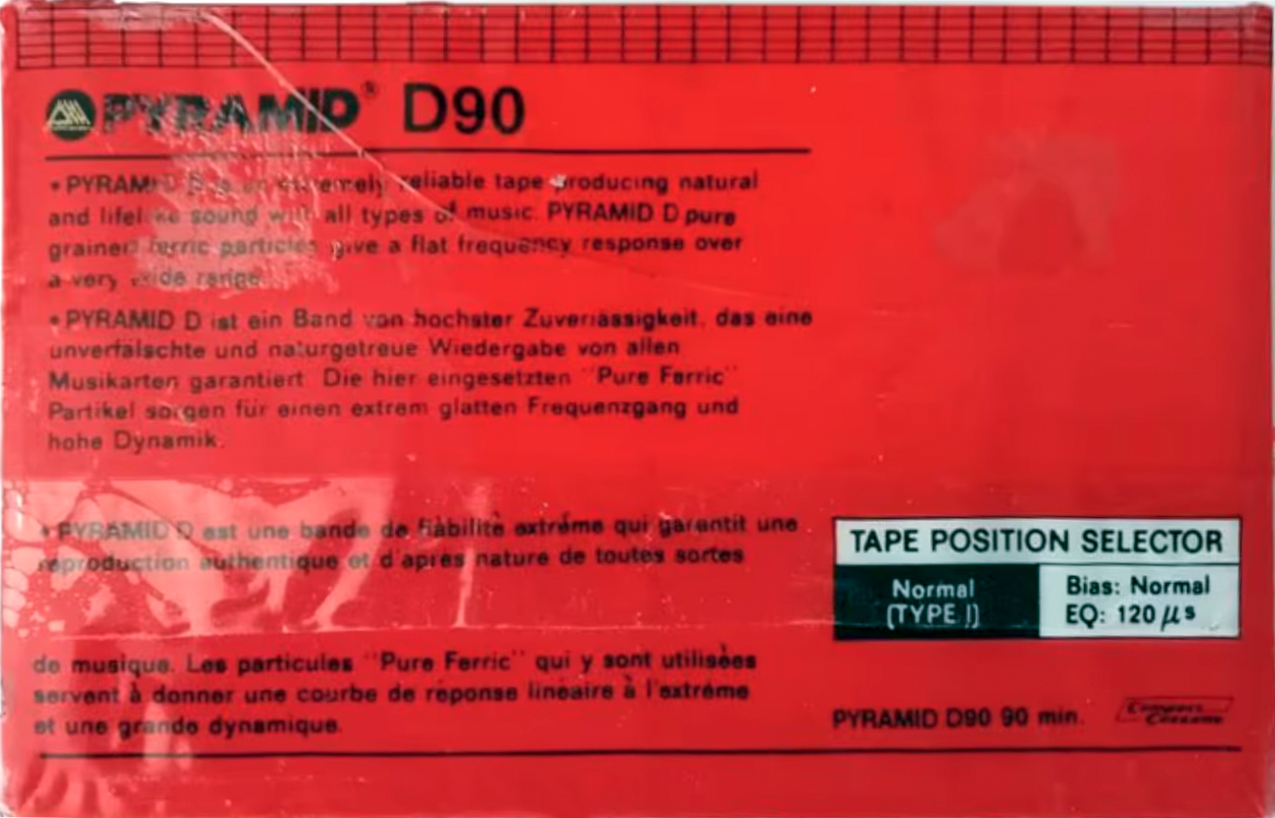 PYRAMID® D90
• PYRAMID D is an extremely reliable tape producing natural
and lifelike sound with all types of music. PYRAMID D pure
grained ferric particles give a flat frequency response over
a very wide range.
• PYRAMID D ist ein Band von hochster Zuverlässigkeit, das eine
unverfalschte und naturgetreue Wiedergabe von allen
Musikarten garantiert. Die hier eingesetzten "Pure Ferric"
Partikel sorgen für einen extrem glatten Frequenzgang und
hohe Dynamik.
• PYRAMID D est une bande de fiabilité extréme qui garantit une
reproduction authentique et d'apres nature de toutes sortes
de musique. Les particules "Pure Ferric" qui y sont utilisées
servent à donner une courbe de réponse linéaire à l'extréme
et une grande dynamique.
TAPE POSITION SELECTOR
Normal
(TYPE I)
Bias: Normal
EQ: 120 μs
PYRAMID D90 90 min.
Compact
Cassette